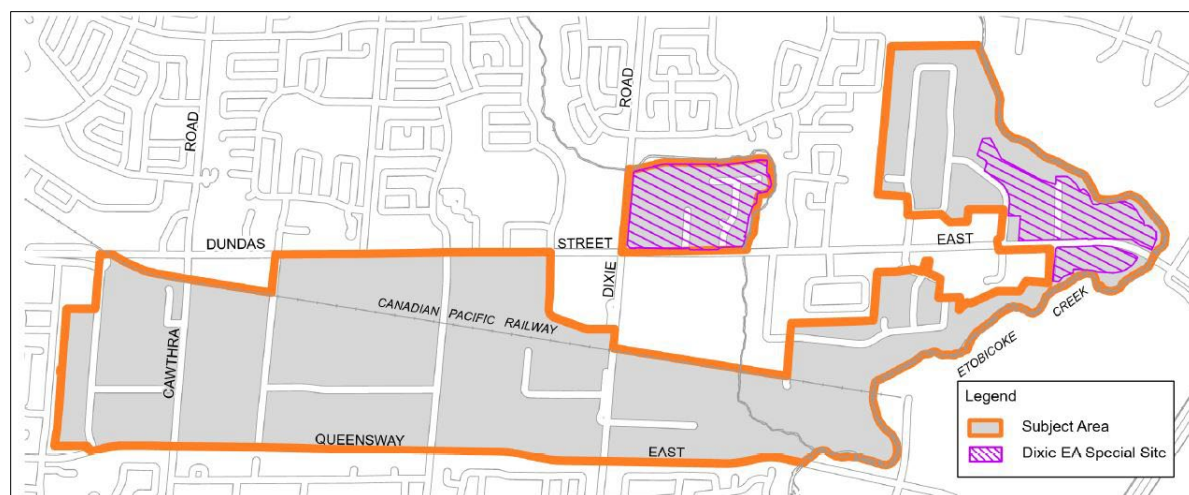 ROAD
ROAD
DUNDAS
STREET
EAST
DIXIE
CANADIAN PACIFIC RAILWAY
CAWTHRA
ETOBICOKE CREEK
QUEENSWAY
EAST
Legend
Subject Area
Dixie EA Special Site